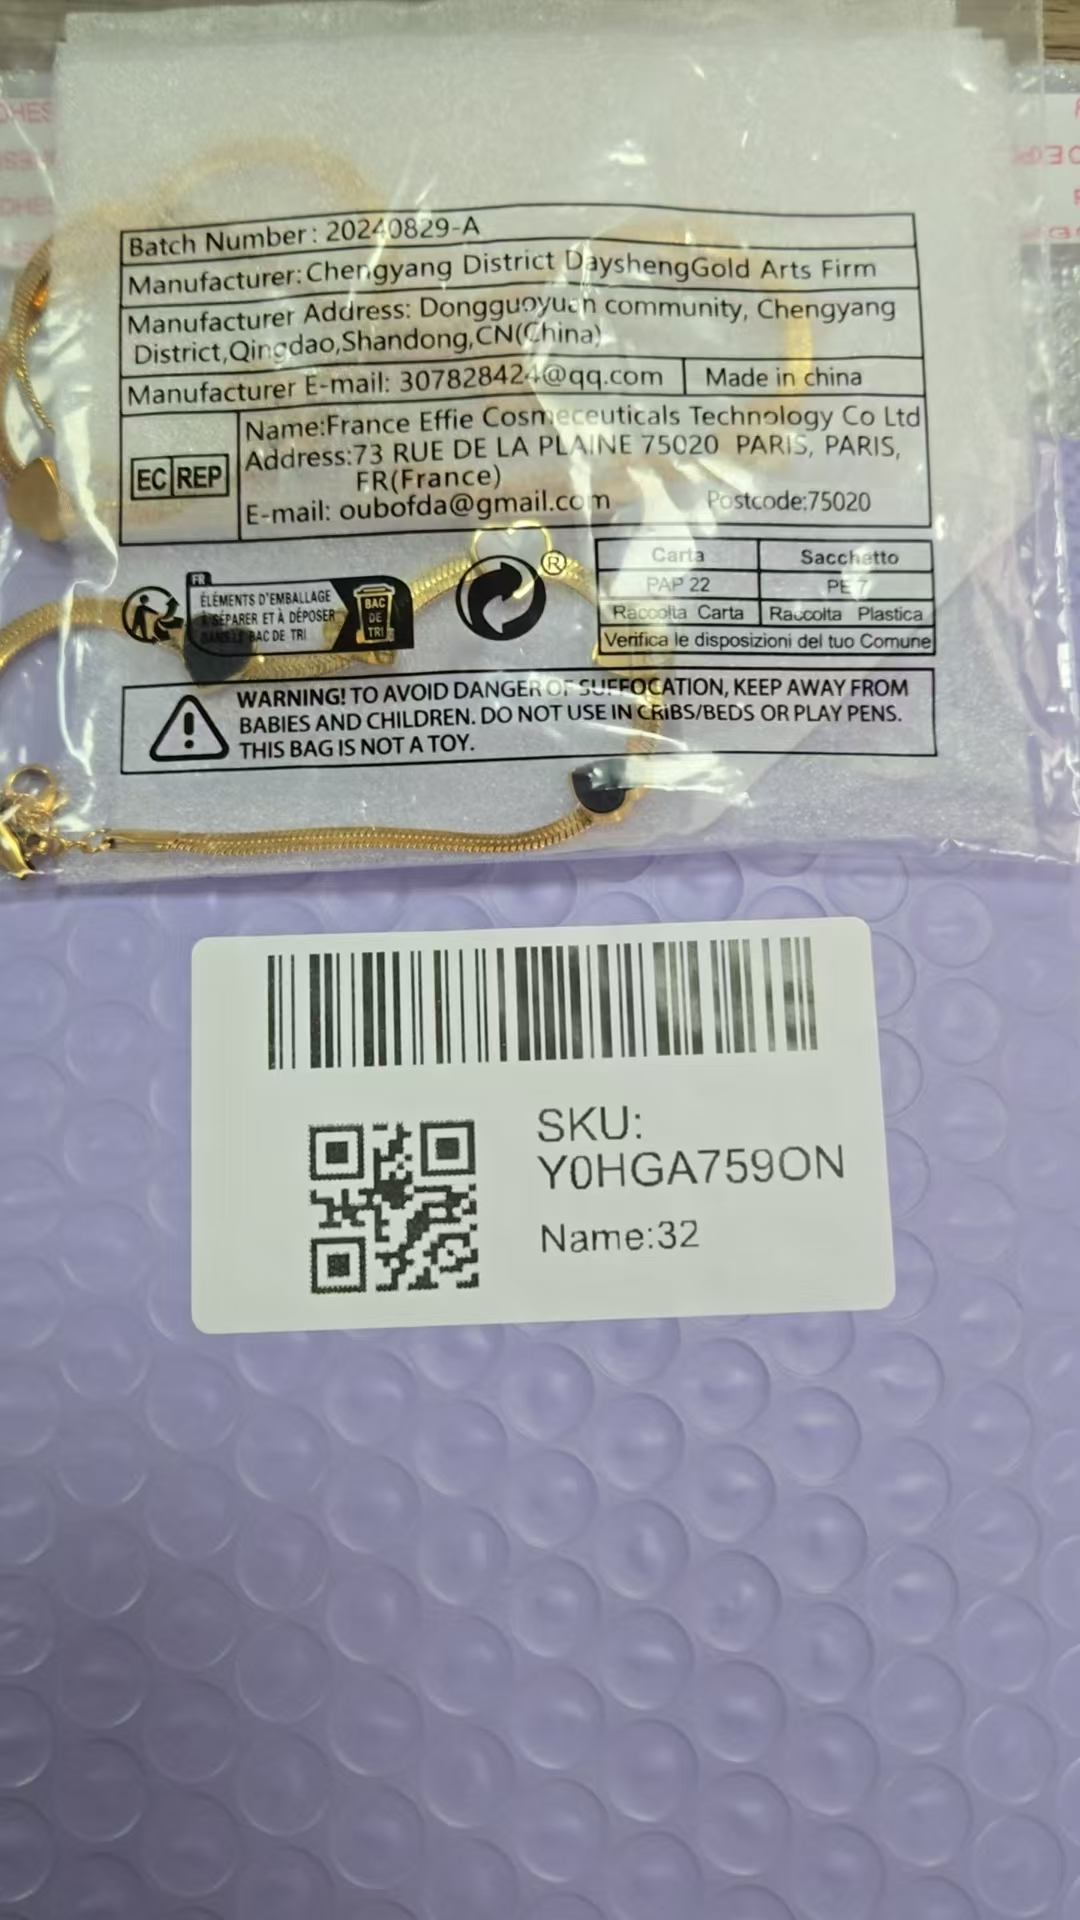 Batch Number: 20240829-A
Manufacturer: Chengyang District DayshengGold Arts Firm
Manufacturer Address: Dongguoyuan community, Chengyang
District,Qingdao,Shandong,CN(China)
Manufacturer E-mail: 307828424@qq.com
Made in china
EC REP
Name:France Effie Cosmeceuticals Technology Co Ltd
Address:73 RUE DE LA PLAINE 75020 PARIS, PARIS,
FR(France)
E-mail: oubofda@gmail.com
Postcode:75020
FR
ÉLÉMENTS D'EMBALLAGE
À SÉPARER ET À DÉPOSER
DANS LE BAC DE TRI
BAC
DE
TRI
®
Carta Sacchetto
PAP 22 PE 7
Raccolta Carta Raccolta Plastica
Verifica le disposizioni del tuo Comune
WARNING! TO AVOID DANGER OF SUFFOCATION, KEEP AWAY FROM
BABIES AND CHILDREN. DO NOT USE IN CRIBS/BEDS OR PLAY PENS.
THIS BAG IS NOT A TOY.
SKU:
Y0HGA759ON
Name:32